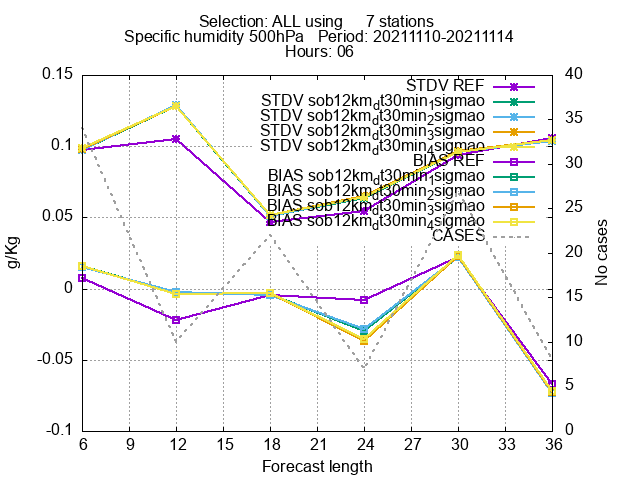 Selection: ALL using 7 stations
Specific humidity 500hPa Period: 20211110-20211114
Hours: 06
0.15
0.1
0.05
0
-0.05
-0.1
g/Kg
40
35
30
25
20
15
10
5
0
No cases
STDV REF
STDV sob12km_dt30min_1sigmao
STDV sob12km_dt30min_2sigmao
STDV sob12km_dt30min_3sigmao
STDV sob12km_dt30min_4sigmao
BIAS REF
BIAS sob12km_dt30min_1sigmao
BIAS sob12km_dt30min_2sigmao
BIAS sob12km_dt30min_3sigmao
BIAS sob12km_dt30min_4sigmao
CASES
6 9 12 15 18 21 24 27 30 33 36
Forecast length